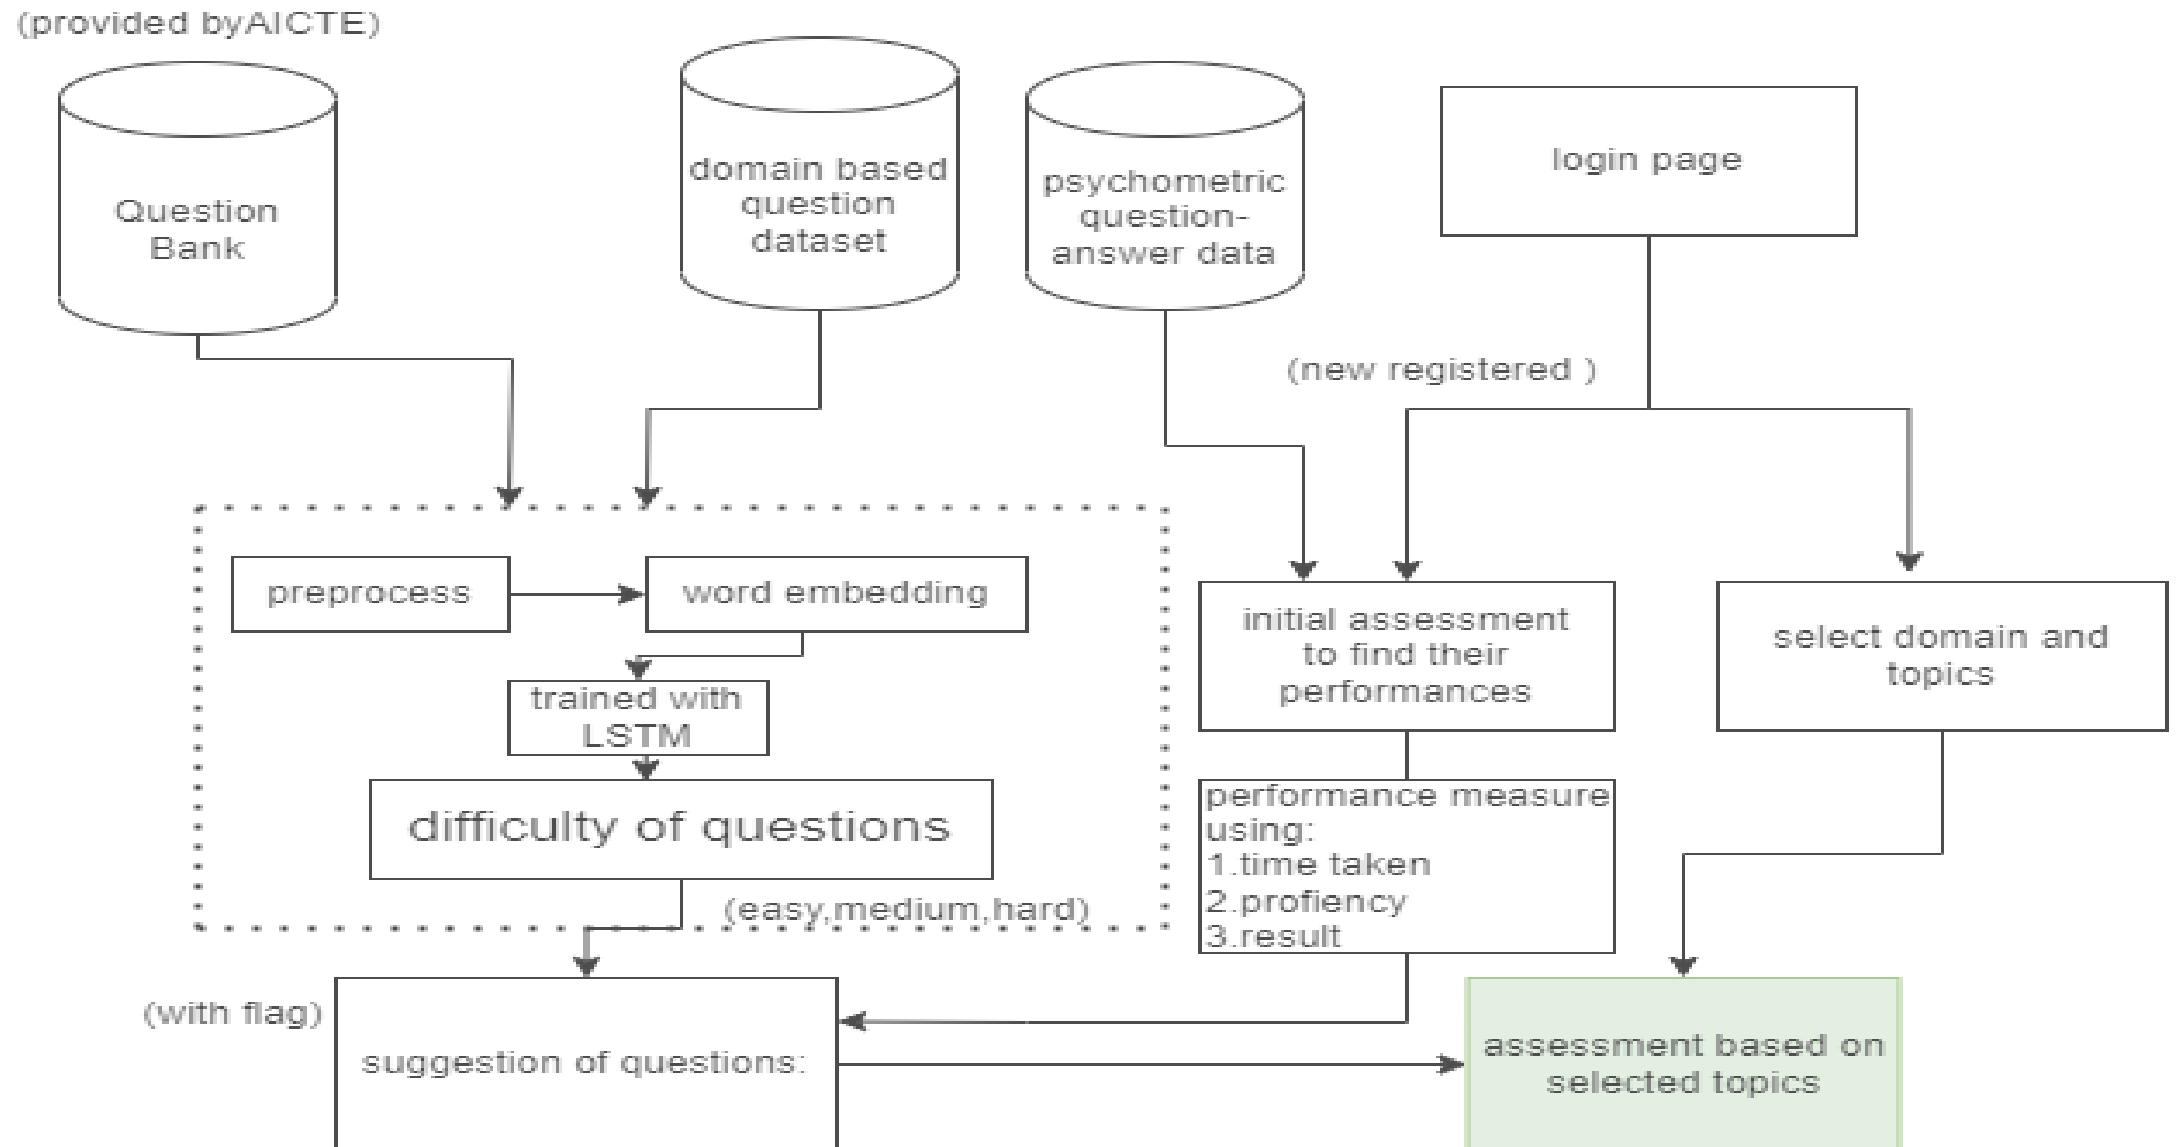 (provided byAICTE)
Question
Bank
domain based
question
dataset
psychometric
question-
answer data
login page
(new registered )
preprocess
word embedding
trained with
LSTM
difficulty of questions
(easy,medium,hard)
initial assessment
to find their
performances
select domain and
topics
performance measure
using:
1.time taken
2.profiency
3.result
(with flag)
suggestion of questions:
assessment based on
selected topics